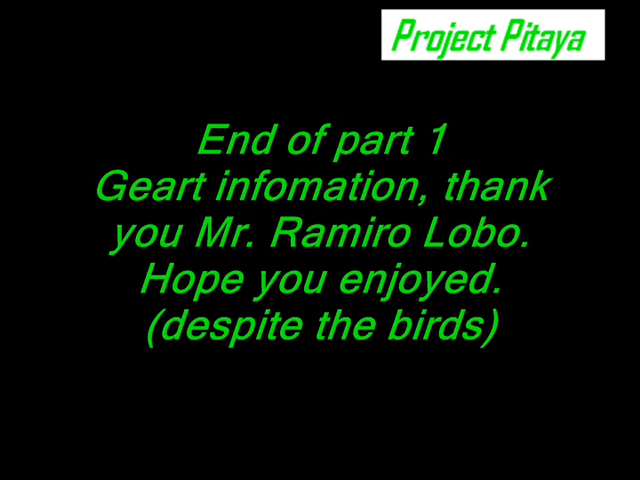 Project Pitaya
End of part 1
Geart infomation, thank
you Mr. Ramiro Lobo.
Hope you enjoyed.
(despite the birds)